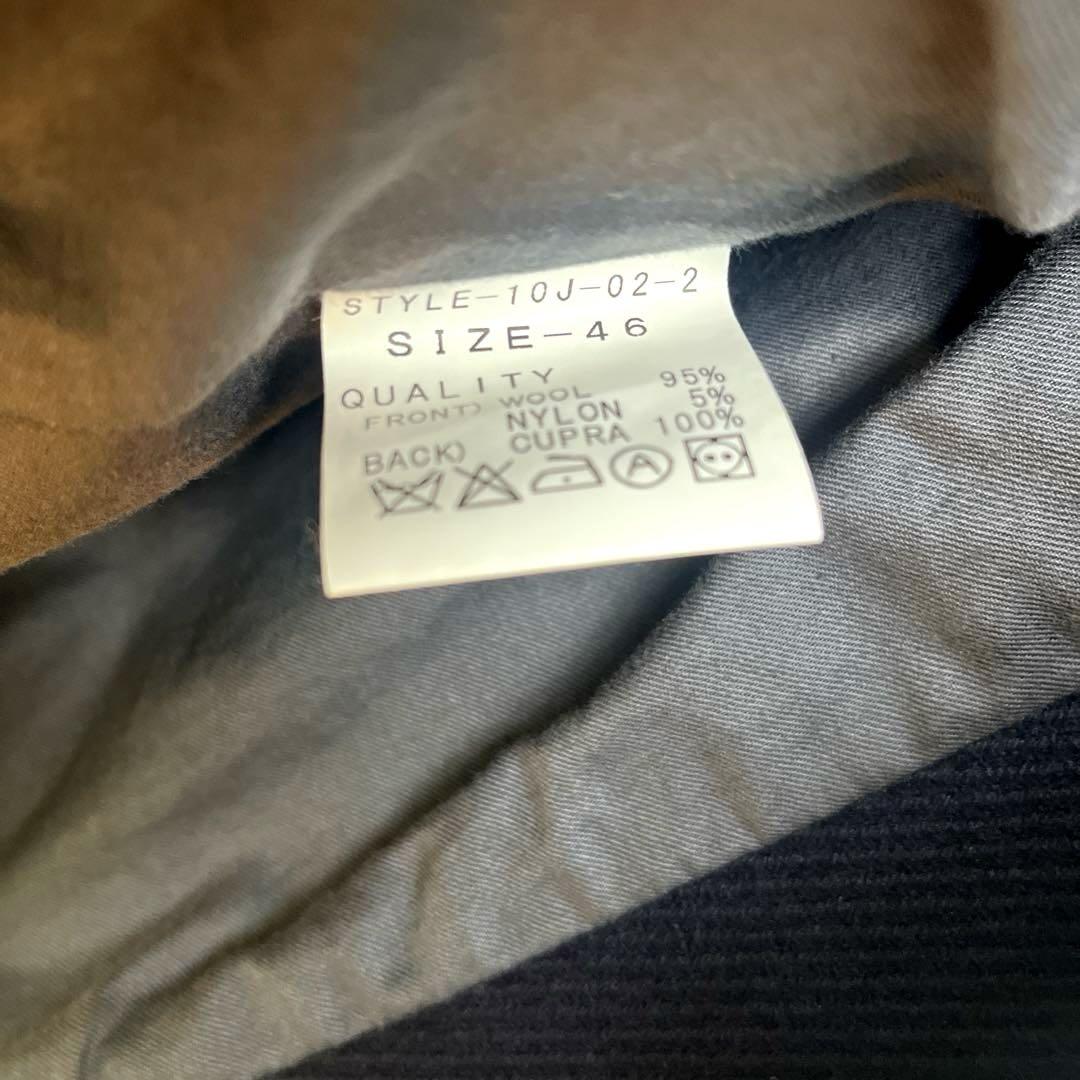 STYLE-10J-02-2
SIZE-46
QUALITY
FRONT) WOOL 95%
NYLON 5%
BACK) CUPRA 100%
A